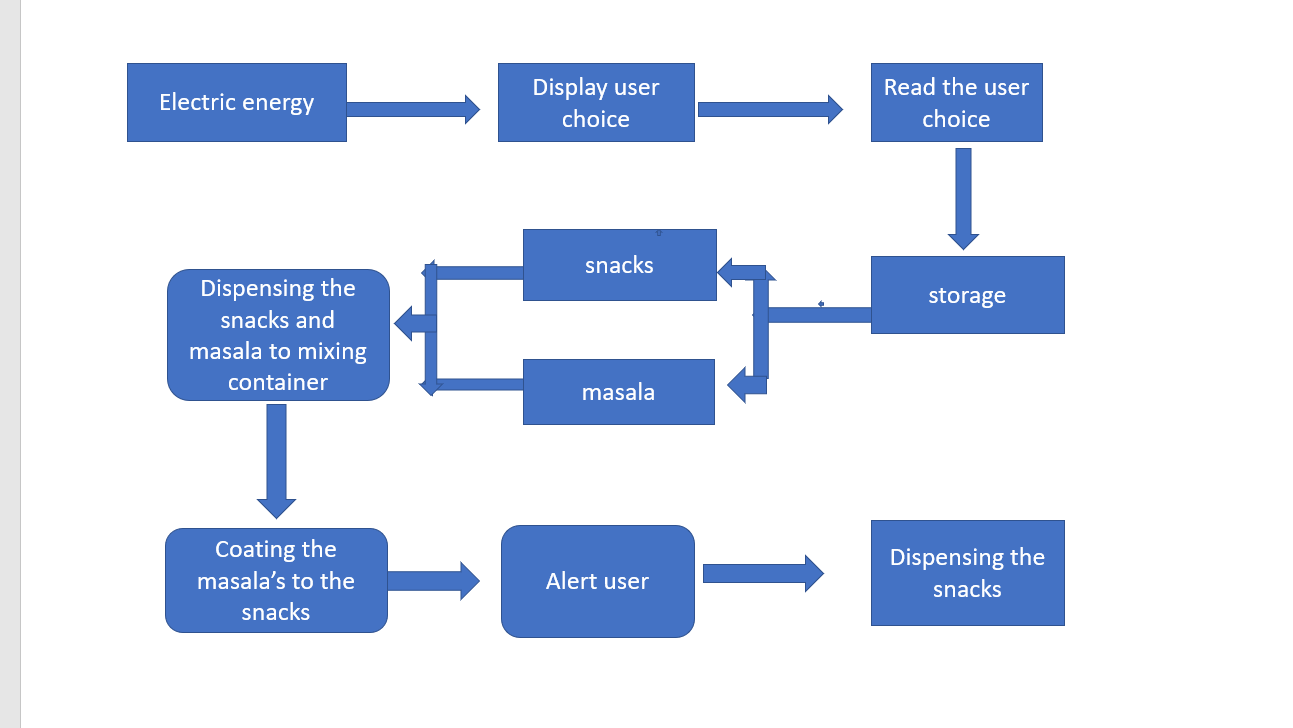 Electric energy
Display user
choice
Read the user
choice
storage
snacks
masala
Dispensing the
snacks and
masala to mixing
container
Coating the
masala’s to the
snacks
Alert user
Dispensing the
snacks